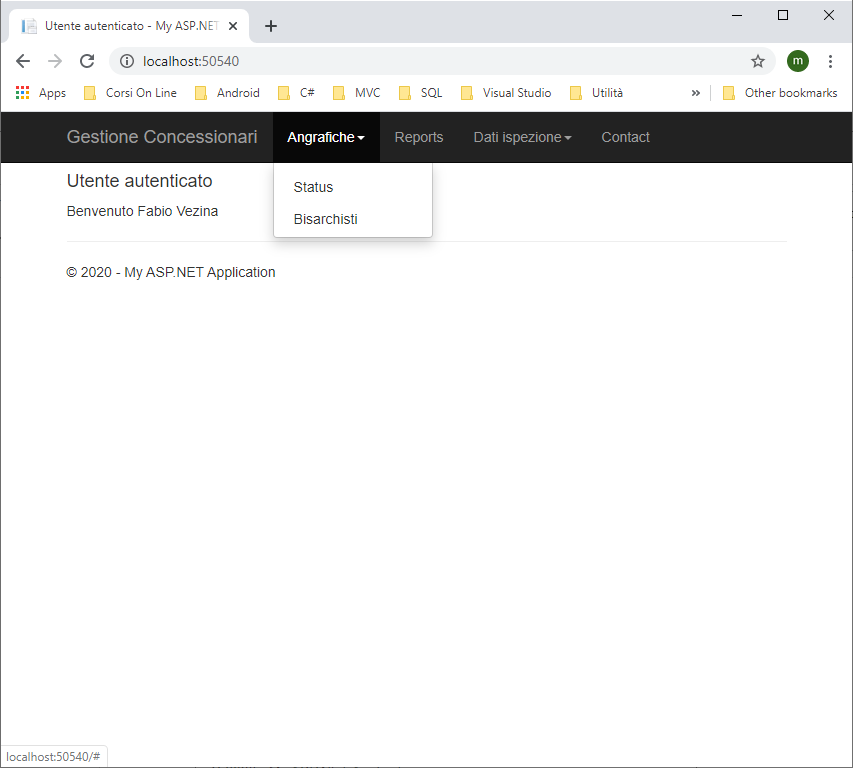 Utente autenticato - My ASP.NET
localhost:50540
m
Apps Corsi On Line Android C# MVC SQL Visual Studio Utilità » Other bookmarks
Gestione Concessionari Angrafiche Reports Dati ispezione Contact
Status
Bisarchisti
Utente autenticato
Benvenuto Fabio Vezina
© 2020 - My ASP.NET Application
localhost:50540/#